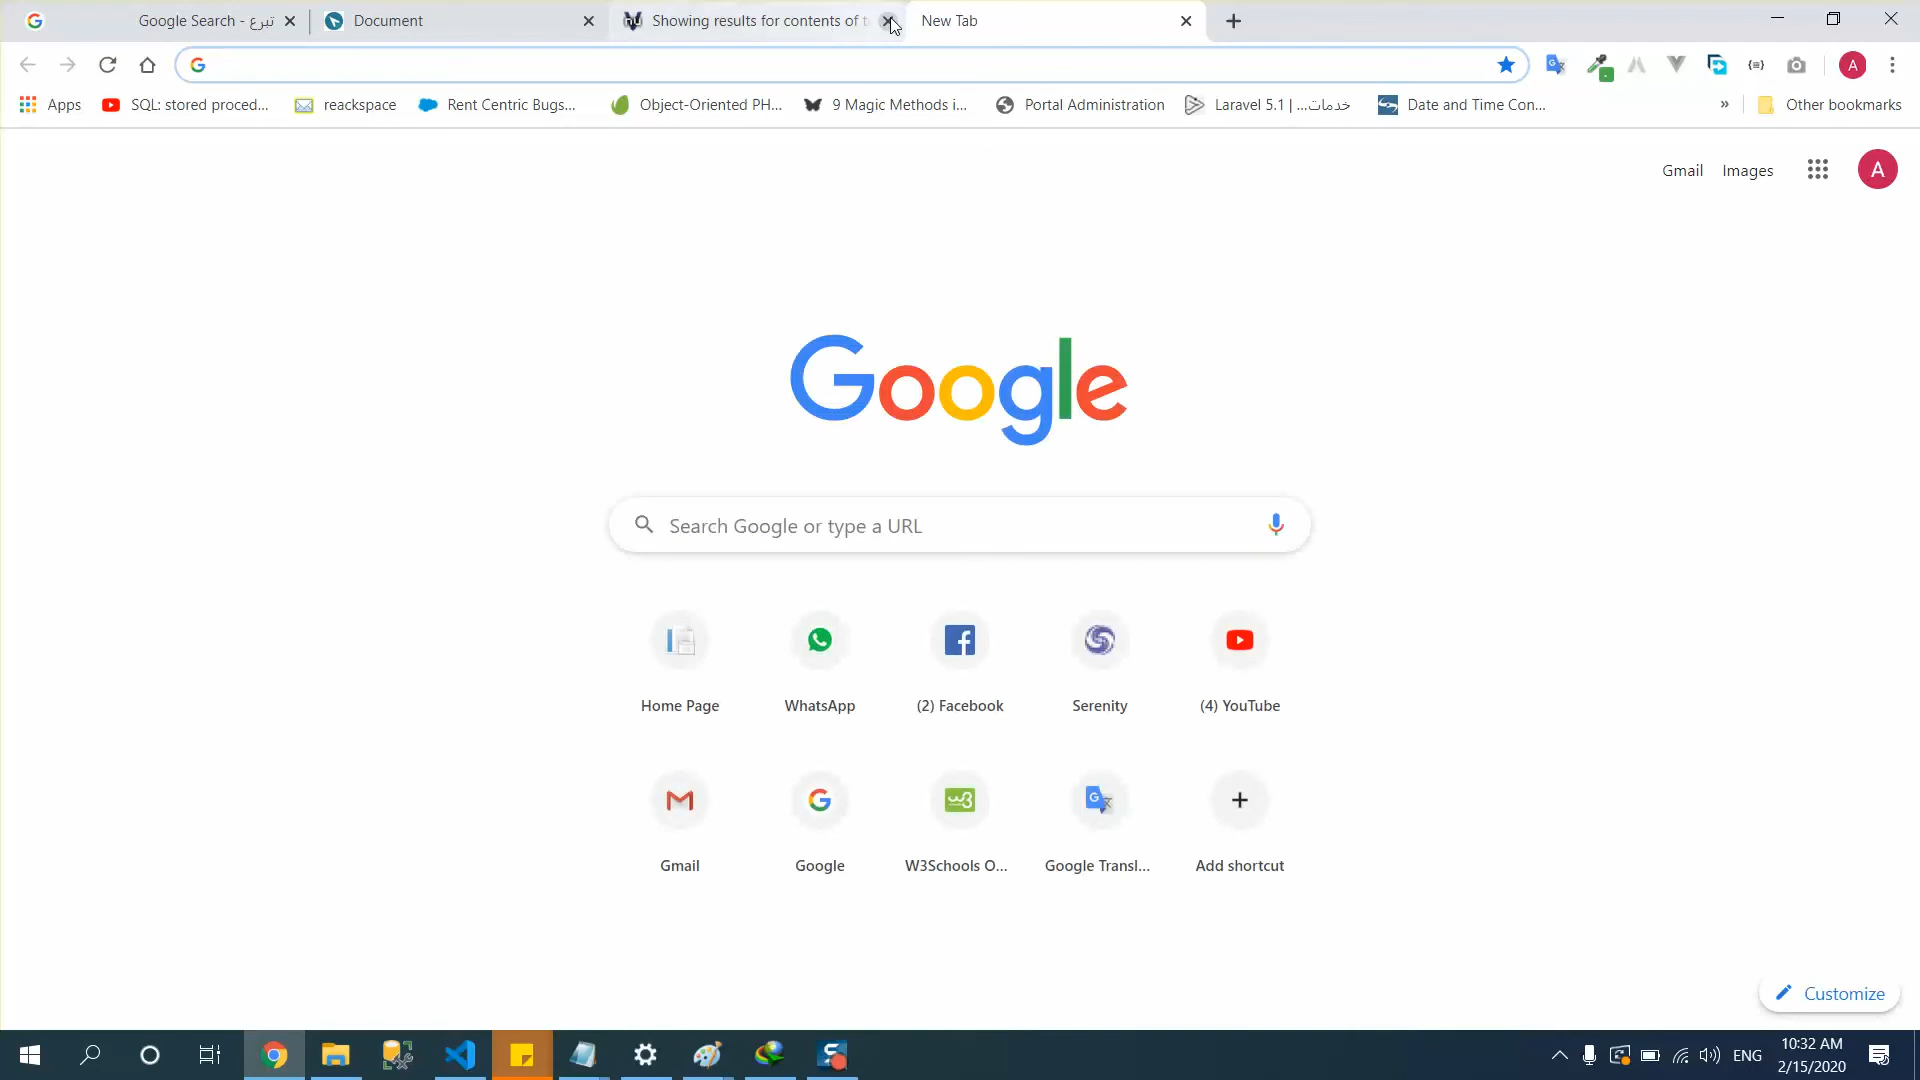 Google Search - تبرع
Document
Showing results for contents of
New Tab
Apps
SQL: stored proced...
reackspace
Rent Centric Bugs...
Object-Oriented PH...
9 Magic Methods i...
Portal Administration
Laravel 5.1 | ...خدمات
Date and Time Con...
»
Other bookmarks
A
Gmail
Images
A
Google
Search Google or type a URL
Home Page
WhatsApp
(2) Facebook
Serenity
(4) YouTube
Gmail
Google
W3Schools O...
Google Transl...
Add shortcut
Customize
ENG
10:32 AM
2/15/2020